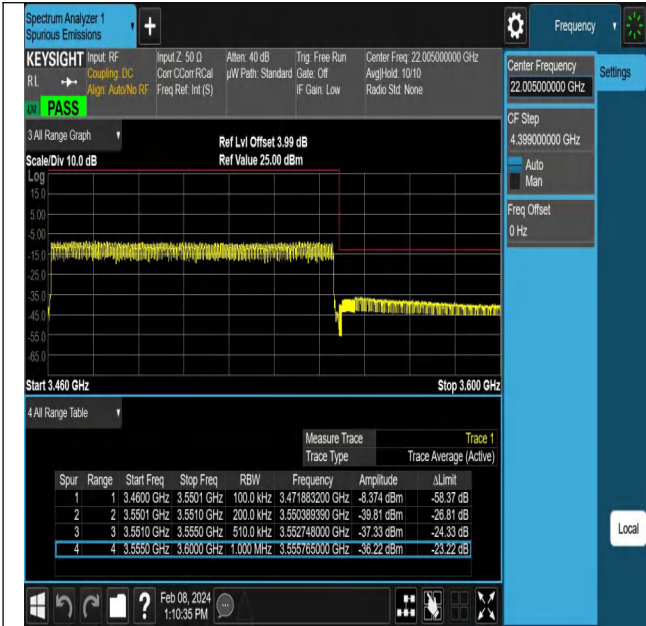 Spectrum Analyzer 1
Spurious Emissions
Frequency
KEYSIGHT
RL
Input: RF
Coupling: DC
Align: Auto/No RF
Input Z: 50 Ω
Corr CCorr RCal
Freq Ref: Int (S)
Atten: 40 dB
µW Path: Standard
Trig: Free Run
Gate: Off
IF Gain: Low
Center Freq: 22.005000000 GHz
Avg|Hold: 10/10
Radio Std: None
LXI
PASS
Center Frequency
22.005000000 GHz
Settings
CF Step
4.399000000 GHz
Auto
Man
Freq Offset
0 Hz
3 All Range Graph
Scale/Div 10.0 dB
Ref Lvl Offset 3.99 dB
Ref Value 25.00 dBm
Log
15.0
5.00
-5.00
-15.0
-25.0
-35.0
-45.0
-55.0
-65.0
Start 3.460 GHz
Stop 3.600 GHz
4 All Range Table
Measure Trace Trace 1
Trace Type Trace Average (Active)
Spur Range Start Freq Stop Freq RBW Frequency Amplitude ΔLimit
1 1 3.4600 GHz 3.5501 GHz 100.0 kHz 3.471883200 GHz -8.374 dBm -58.37 dB
2 2 3.5501 GHz 3.5510 GHz 200.0 kHz 3.550389390 GHz -39.81 dBm -26.81 dB
3 3 3.5510 GHz 3.5550 GHz 510.0 kHz 3.552748000 GHz -37.33 dBm -24.33 dB
4 4 3.5550 GHz 3.6000 GHz 1.000 MHz 3.555765000 GHz -36.22 dBm -23.22 dB
Local
Feb 08, 2024
1:10:35 PM